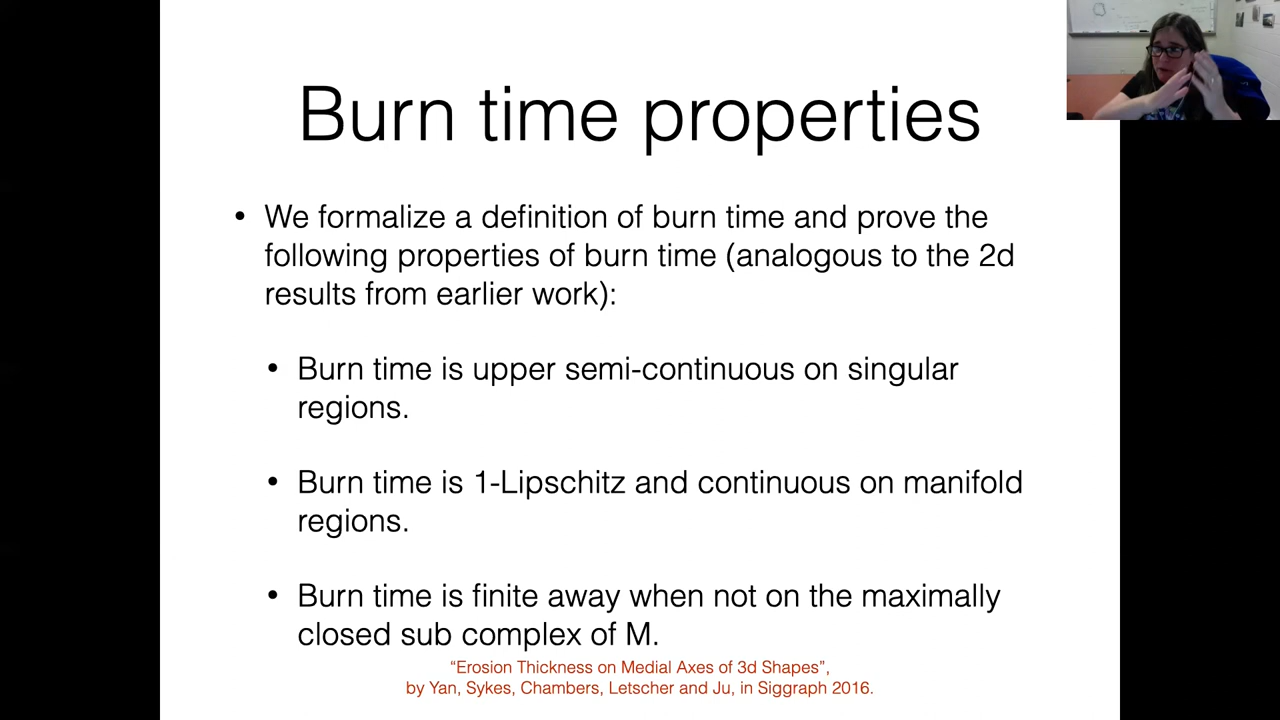 Burn time properties
• We formalize a definition of burn time and prove the
following properties of burn time (analogous to the 2d
results from earlier work):
• Burn time is upper semi-continuous on singular
regions.
• Burn time is 1-Lipschitz and continuous on manifold
regions.
• Burn time is finite away when not on the maximally
closed sub complex of M.
“Erosion Thickness on Medial Axes of 3d Shapes”,
by Yan, Sykes, Chambers, Letscher and Ju, in Siggraph 2016.